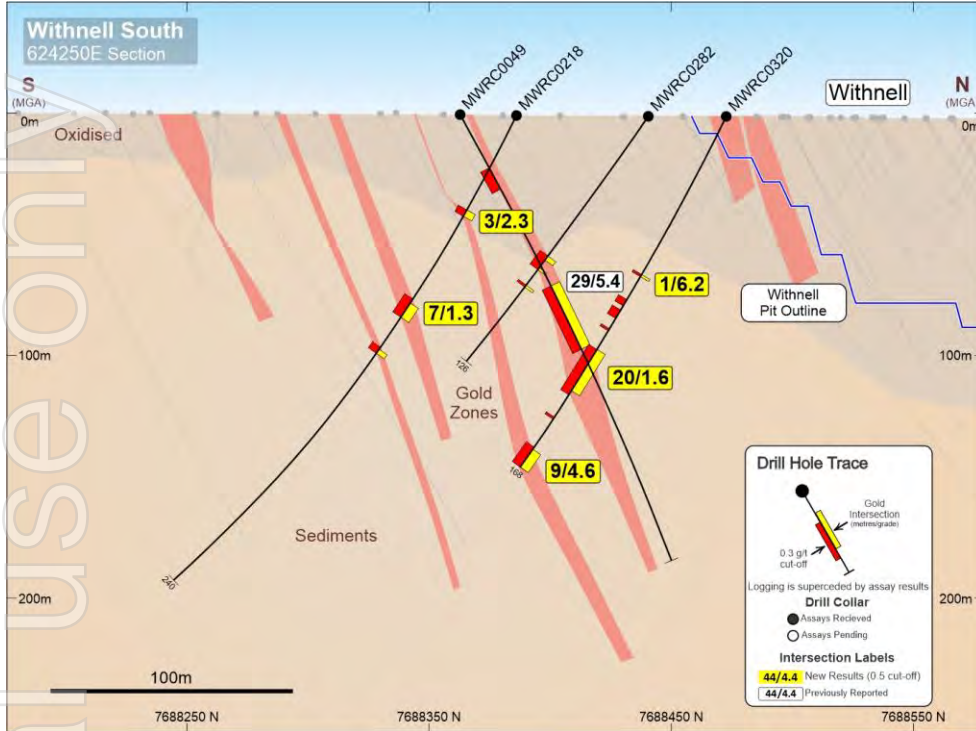 Withnell South
624250E Section
S
(MGA)
N
(MGA)
MWRC0049
MWRC0218
MWRC0282
MWRC0320
Withnell
0m
0m
Oxidised
3/2.3
29/5.4
1/6.2
7/1.3
Withnell
Pit Outline
100m
100m
126
20/1.6
Gold
Zones
168
9/4.6
Sediments
240
200m
200m
100m
Drill Hole Trace
Gold
Intersection
(metres/grade)
0.3 g/t
cut-off
Logging is superceded by assay results
Drill Collar
Assays Recieved
Assays Pending
Intersection Labels
44/4.4 New Results (0.5 cut-off)
44/4.4 Previously Reported
7688250 N
7688350 N
7688450 N
7688550 N
al use only